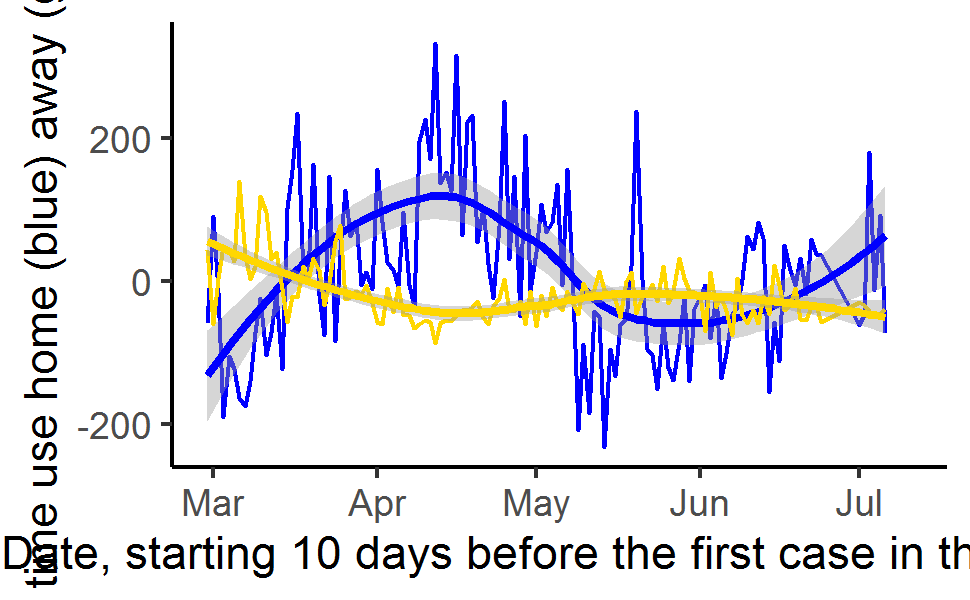 time use home (blue) away (
200
0
-200
Mar Apr May Jun Jul
Date, starting 10 days before the first case in th